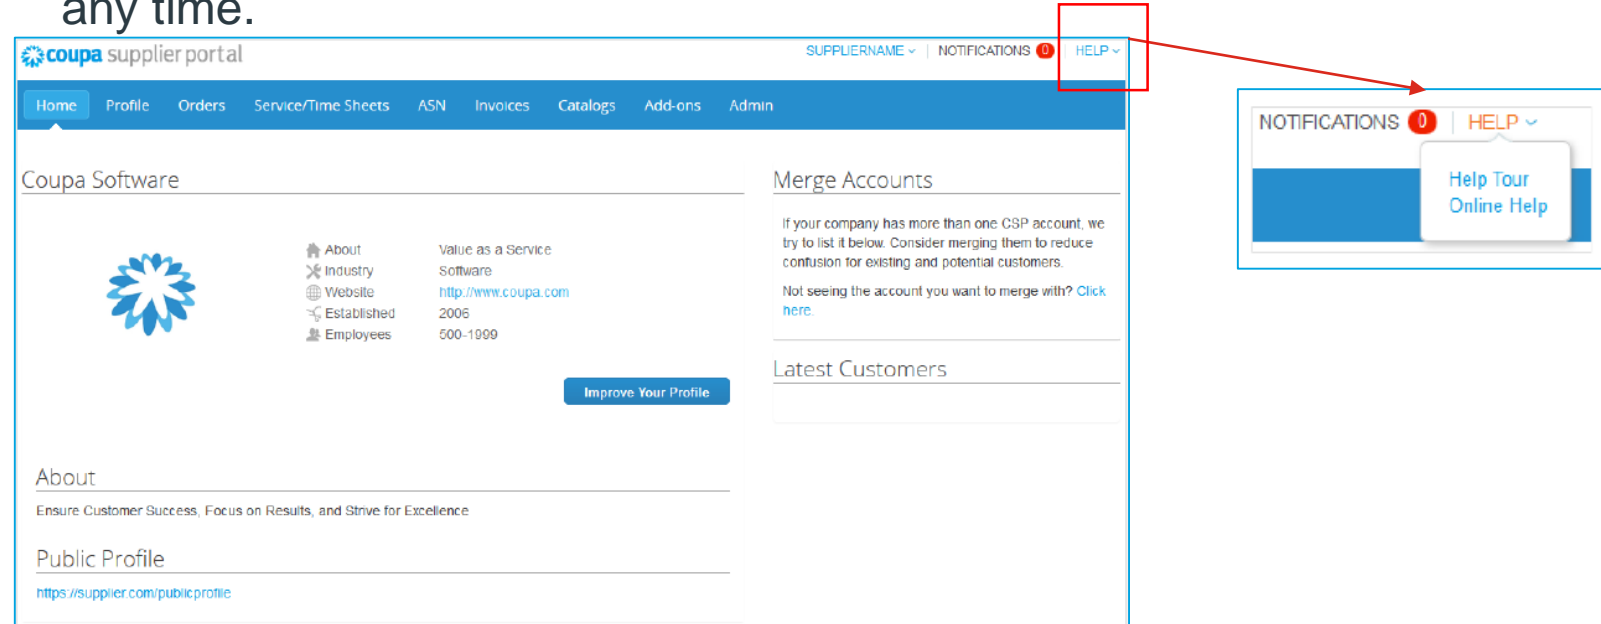 any time.
coupa supplier portal
SUPPLIERNAME | NOTIFICATIONS 0 | HELP
Home Profile Orders Service/Time Sheets ASN Invoices Catalogs Add-ons Admin
Coupa Software
About Value as a Service
Industry Software
Website http://www.coupa.com
Established 2006
Employees 500-1999
Improve Your Profile
About
Ensure Customer Success, Focus on Results, and Strive for Excellence
Public Profile
https://supplier.com/publicprofile
Merge Accounts
If your company has more than one CSP account, we
try to list it below. Consider merging them to reduce
confusion for existing and potential customers.
Not seeing the account you want to merge with? Click
here.
Latest Customers
NOTIFICATIONS 0 | HELP
Help Tour
Online Help